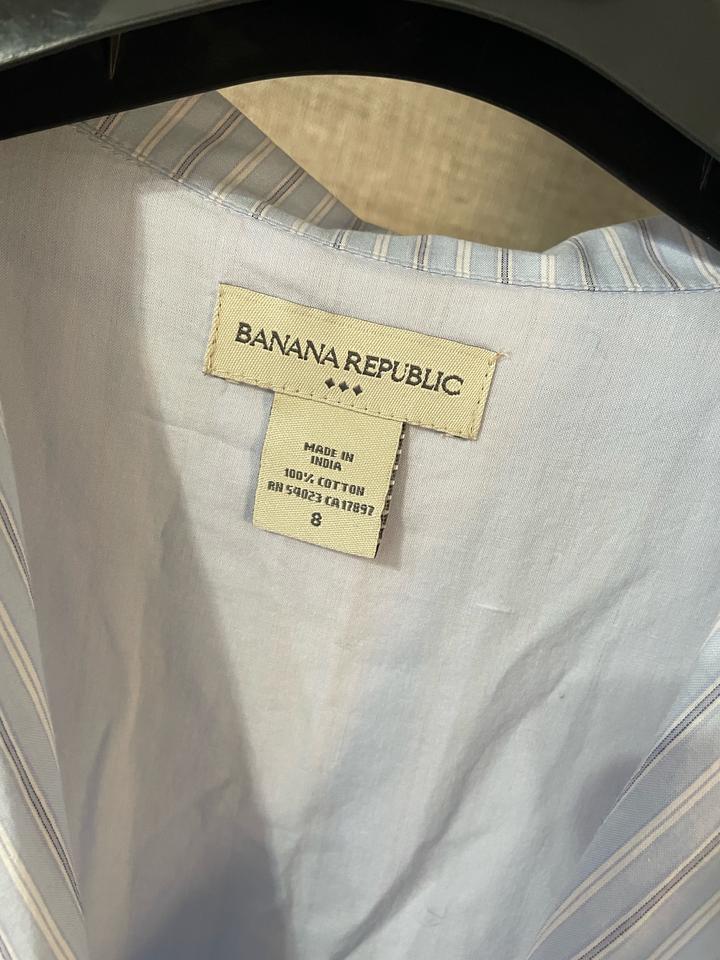 BANANA REPUBLIC
MADE IN
INDIA
100% COTTON
RN 54023 CA17897
8